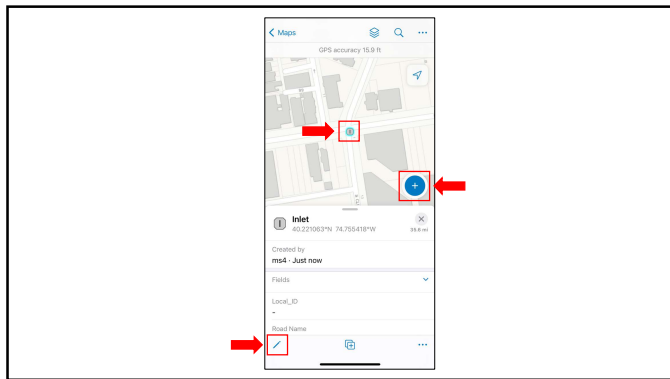 Maps
GPS accuracy 15.9 ft
Inlet
40.221063°N 74.755418°W
39.6 mi
Created by
ms4 · Just now
Fields
Local_ID
-
Road Name